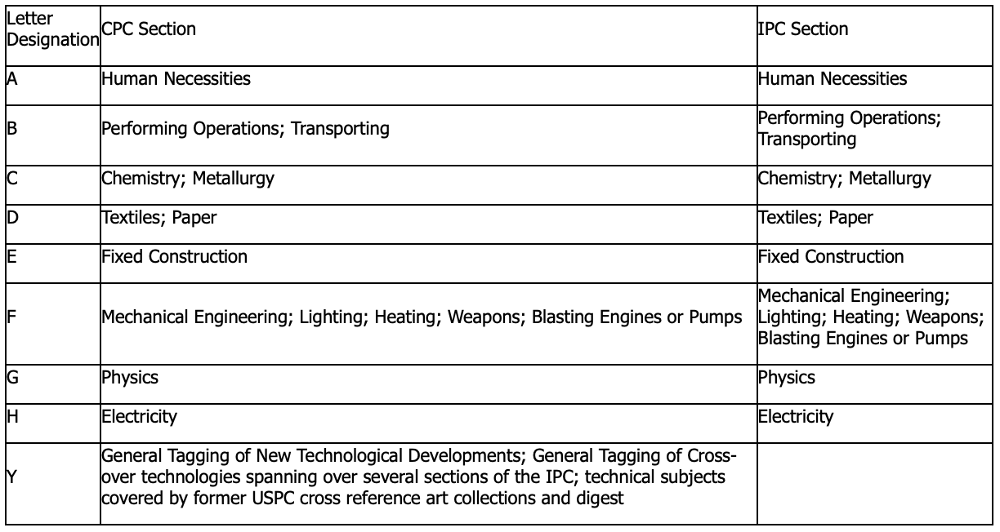 Letter
Designation
CPC Section
IPC Section
A
Human Necessities
Human Necessities
B
Performing Operations; Transporting
Performing Operations;
Transporting
C
Chemistry; Metallurgy
Chemistry; Metallurgy
D
Textiles; Paper
Textiles; Paper
E
Fixed Construction
Fixed Construction
F
Mechanical Engineering; Lighting; Heating; Weapons; Blasting Engines or Pumps
Mechanical Engineering;
Lighting; Heating; Weapons;
Blasting Engines or Pumps
G
Physics
Physics
H
Electricity
Electricity
Y
General Tagging of New Technological Developments; General Tagging of Cross-
over technologies spanning over several sections of the IPC; technical subjects
covered by former USPC cross reference art collections and digest